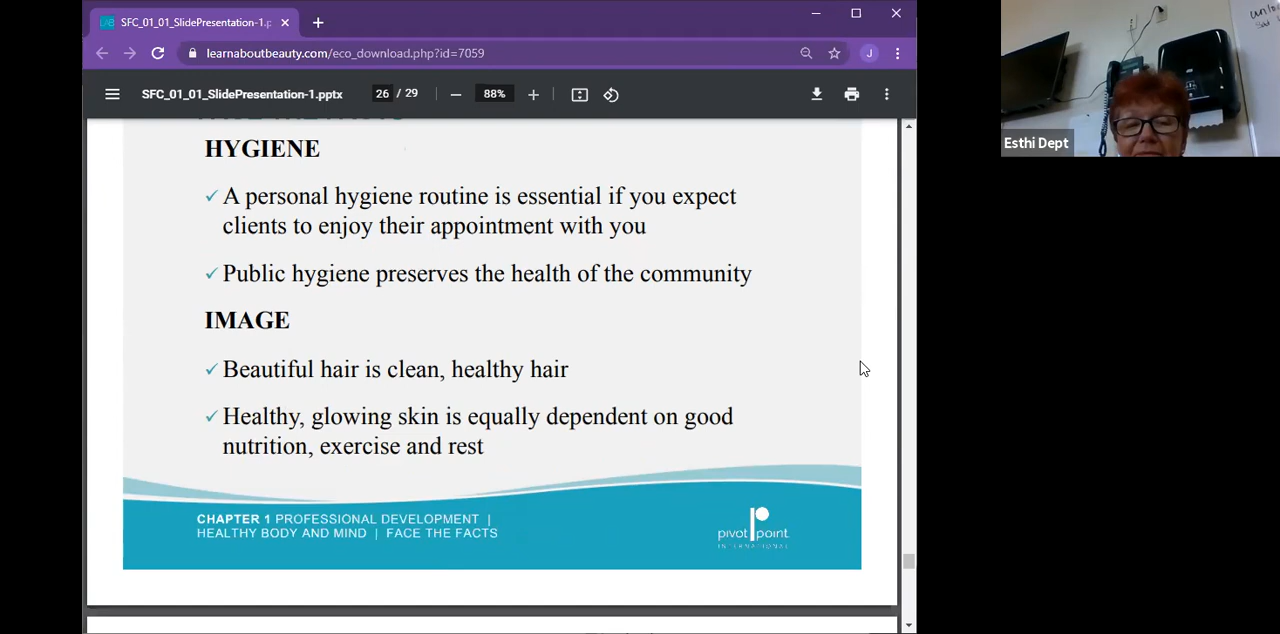 SFC_01_01_SlidePresentation-1.p
learnaboutbeauty.com/eco_download.php?id=7059
J
SFC_01_01_SlidePresentation-1.pptx
26 / 29
88%
HYGIENE
✓ A personal hygiene routine is essential if you expect
clients to enjoy their appointment with you
✓ Public hygiene preserves the health of the community
IMAGE
✓ Beautiful hair is clean, healthy hair
✓ Healthy, glowing skin is equally dependent on good
nutrition, exercise and rest
CHAPTER 1 PROFESSIONAL DEVELOPMENT |
HEALTHY BODY AND MIND | FACE THE FACTS
pivot point
INTERNATIONAL
Esthi Dept